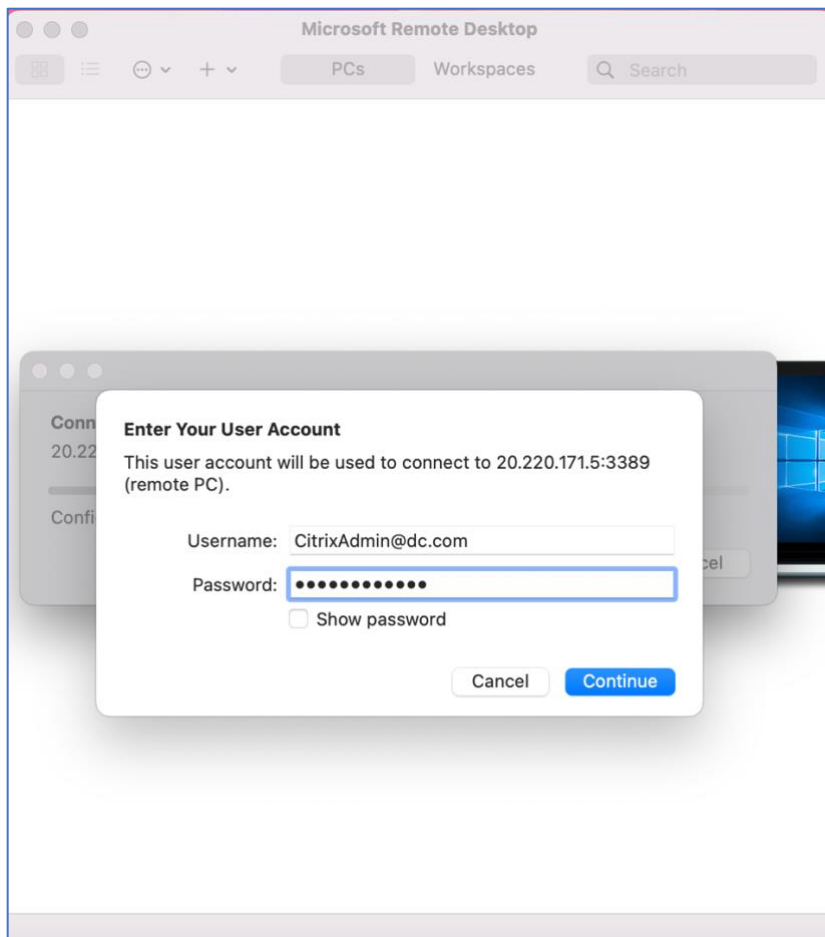 Microsoft Remote Desktop
PCs Workspaces Search
Conn
20.22
Confi
cel
Enter Your User Account
This user account will be used to connect to 20.220.171.5:3389
(remote PC).
Username: CitrixAdmin@dc.com
Password: ••••••••••••
Show password
Cancel Continue